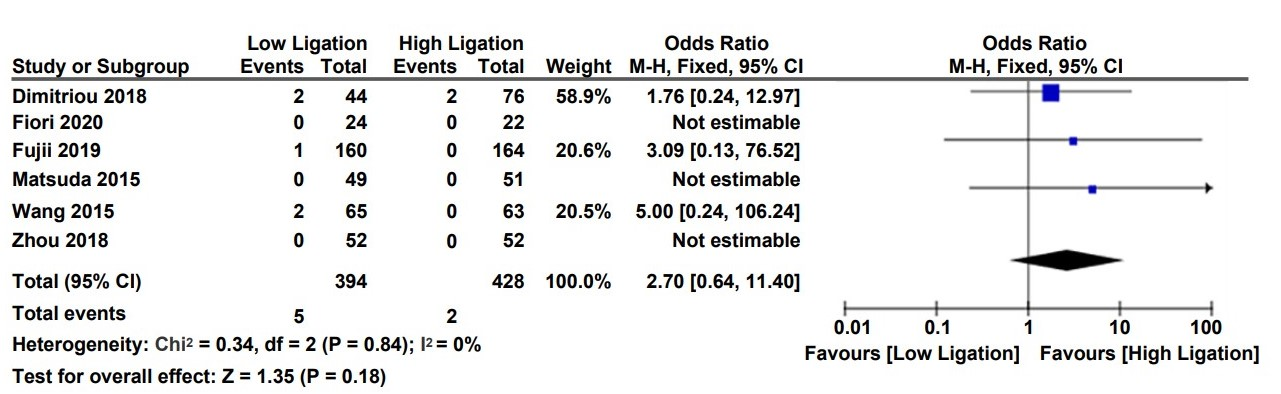 Low Ligation High Ligation Odds Ratio Odds Ratio
Study or Subgroup Events Total Events Total Weight M-H, Fixed, 95% CI M-H, Fixed, 95% CI
Dimitriou 2018 2 44 2 76 58.9% 1.76 [0.24, 12.97]
Fiori 2020 0 24 0 22 Not estimable
Fujii 2019 1 160 0 164 20.6% 3.09 [0.13, 76.52]
Matsuda 2015 0 49 0 51 Not estimable
Wang 2015 2 65 0 63 20.5% 5.00 [0.24, 106.24]
Zhou 2018 0 52 0 52 Not estimable
Total (95% CI) 394 428 100.0% 2.70 [0.64, 11.40]
Total events 5 2
Heterogeneity: Chi2 = 0.34, df = 2 (P = 0.84); I2 = 0%
Test for overall effect: Z = 1.35 (P = 0.18)
0.01 0.1 1 10 100
Favours [Low Ligation] Favours [High Ligation]